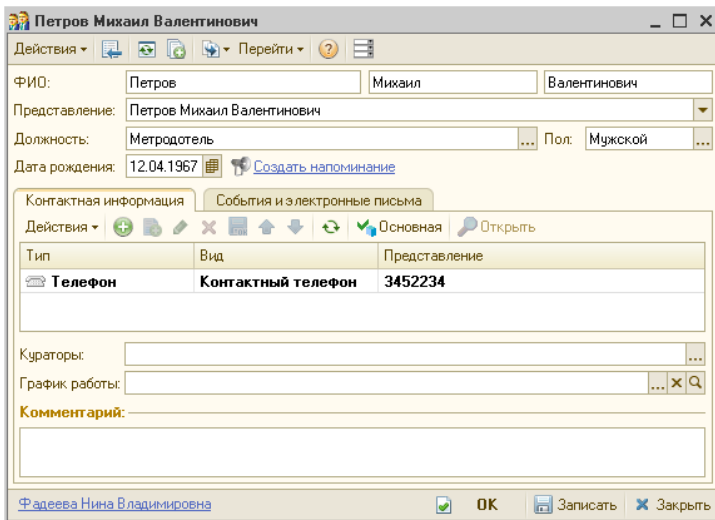 Петров Михаил Валентинович
Действия Перейти
ФИО: Петров Михаил Валентинович
Представление: Петров Михаил Валентинович
Должность: Метродотель ... Пол: Мужской ...
Дата рождения: 12.04.1967 Создать напоминание
Контактная информация События и электронные письма
Действия Основная Открыть
Тип Вид Представление
Телефон Контактный телефон 3452234
Кураторы: ...
График работы: ...
Комментарий:
Фадеева Нина Владимировна OK Записать Закрыть